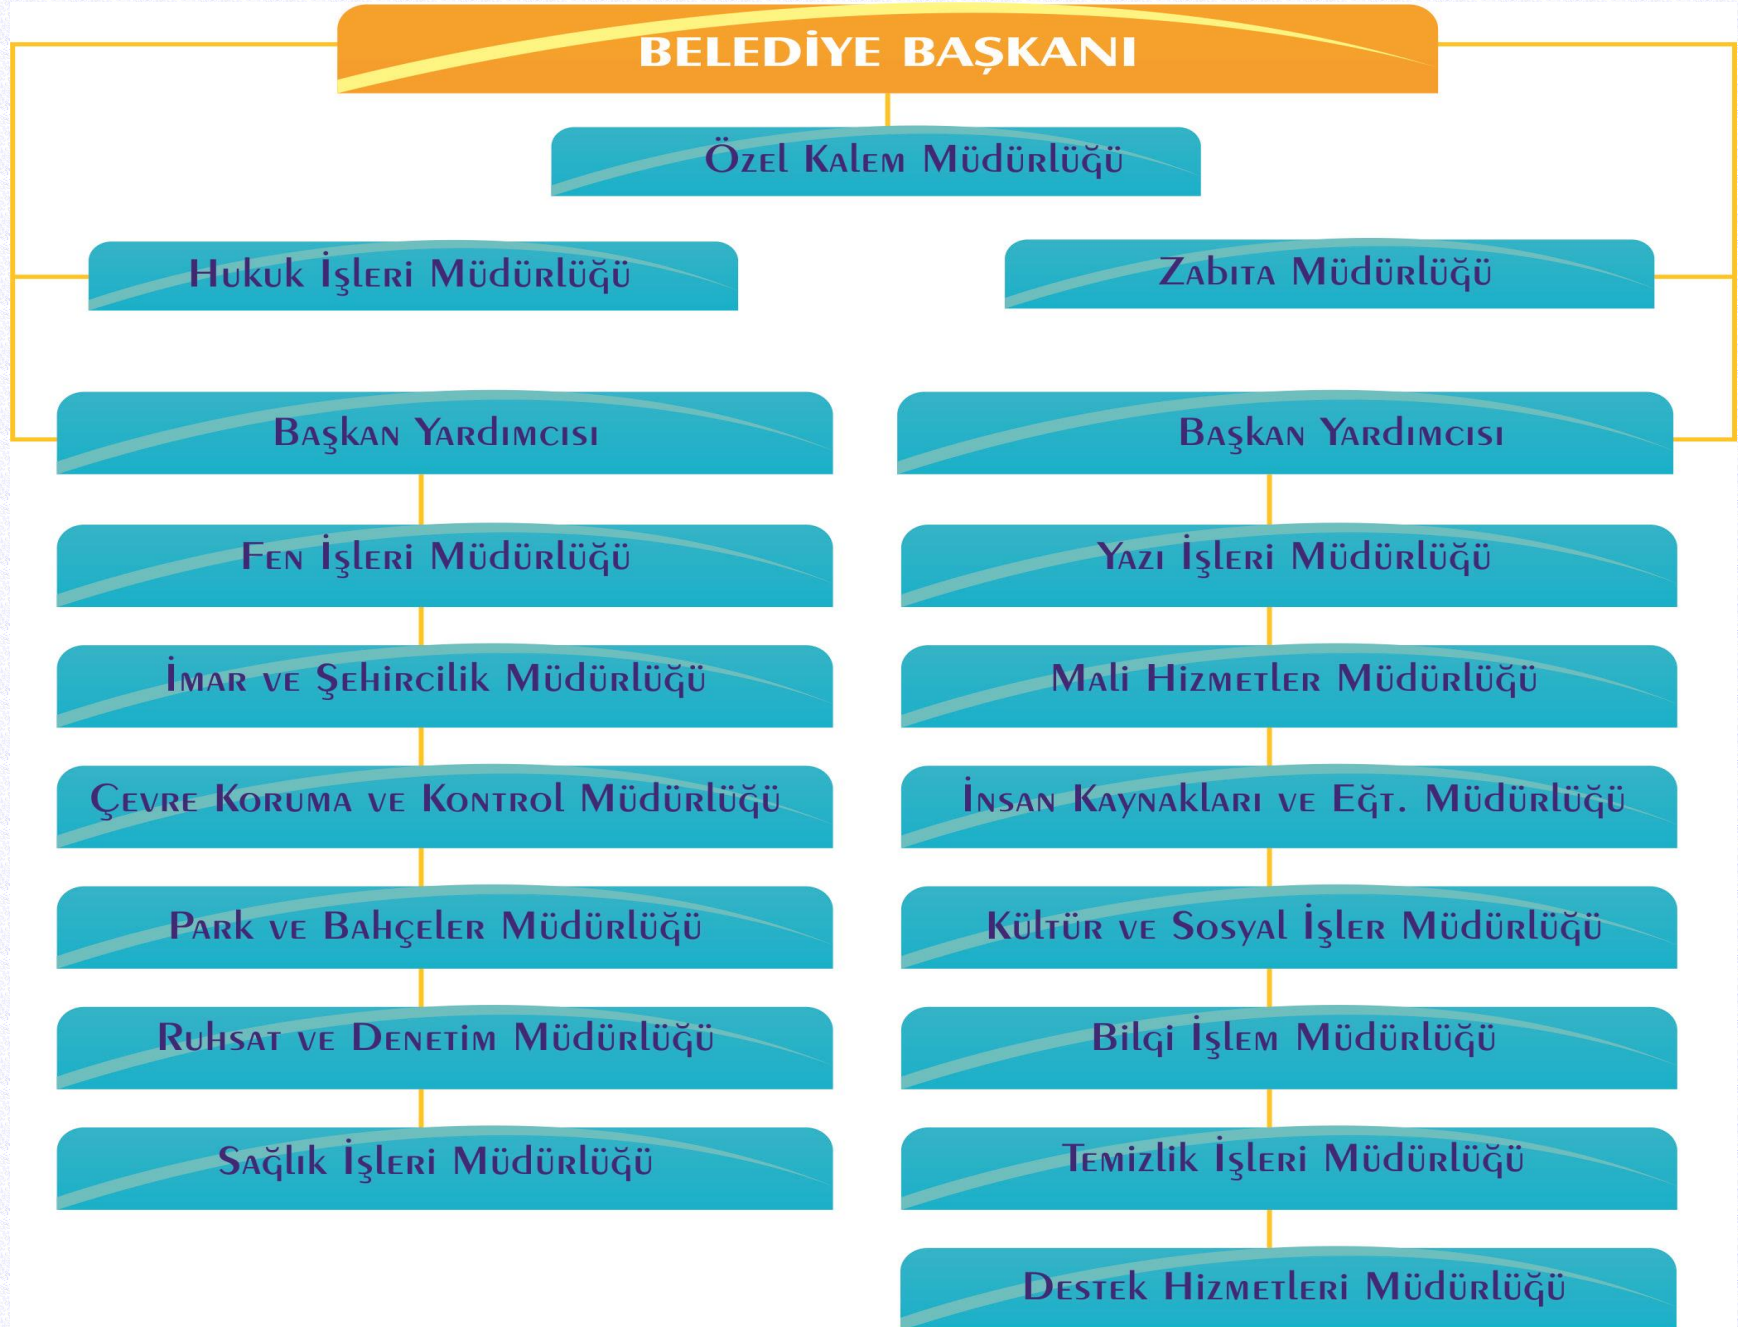 BELEDİYE BAŞKANI
Özel Kalem Müdürlüğü
Hukuk İşleri Müdürlüğü
Zabıta Müdürlüğü
Başkan Yardımcısı
Fen İşleri Müdürlüğü
İmar ve Şehircilik Müdürlüğü
Çevre Koruma ve Kontrol Müdürlüğü
Park ve Bahçeler Müdürlüğü
Ruhsat ve Denetim Müdürlüğü
Sağlık İşleri Müdürlüğü
Başkan Yardımcısı
Yazı İşleri Müdürlüğü
Mali Hizmetler Müdürlüğü
İnsan Kaynakları ve Eğt. Müdürlüğü
Kültür ve Sosyal İşler Müdürlüğü
Bilgi İşlem Müdürlüğü
Temizlik İşleri Müdürlüğü
Destek Hizmetleri Müdürlüğü